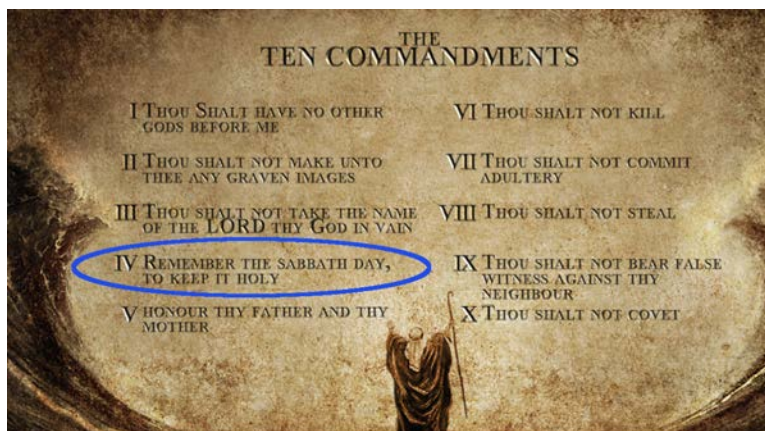 THE
TEN COMMANDMENTS
I THOU SHALT HAVE NO OTHER
GODS BEFORE ME
II THOU SHALT NOT MAKE UNTO
THEE ANY GRAVEN IMAGES
III THOU SHALT NOT TAKE THE NAME
OF THE LORD THY GOD IN VAIN
IV REMEMBER THE SABBATH DAY,
TO KEEP IT HOLY
V HONOUR THY FATHER AND THY
MOTHER
VI THOU SHALT NOT KILL
VII THOU SHALT NOT COMMIT
ADULTERY
VIII THOU SHALT NOT STEAL
IX THOU SHALT NOT BEAR FALSE
WITNESS AGAINST THY
NEIGHBOUR
X THOU SHALT NOT COVET